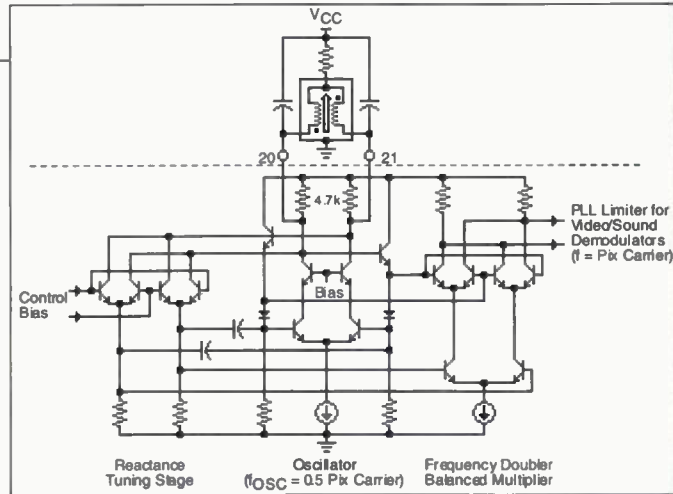 VCC
20
21
4.7k
PLL Limiter for
Video/Sound
Demodulators
(f = Pix Carrier)
Control
Bias
Bias
Reactance
Tuning Stage
Oscillator
(fOSC = 0.5 Pix Carrier)
Frequency Doubler
Balanced Multiplier